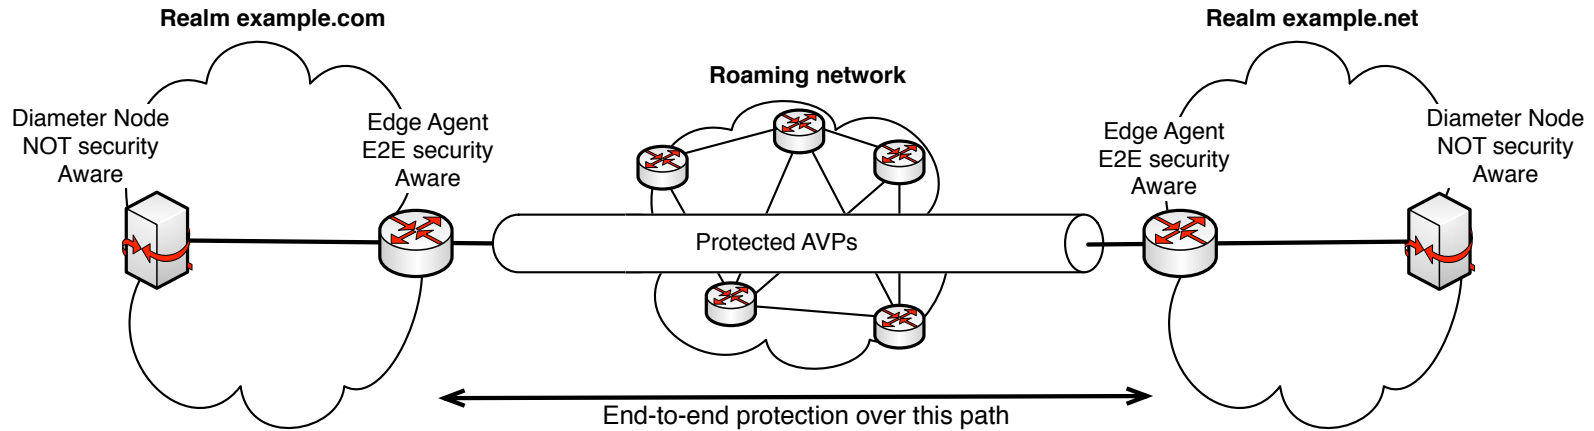 Realm example.com
Realm example.net
Roaming network
Diameter Node
NOT security
Aware
Edge Agent
E2E security
Aware
Edge Agent
E2E security
Aware
Diameter Node
NOT security
Aware
Protected AVPs
End-to-end protection over this path